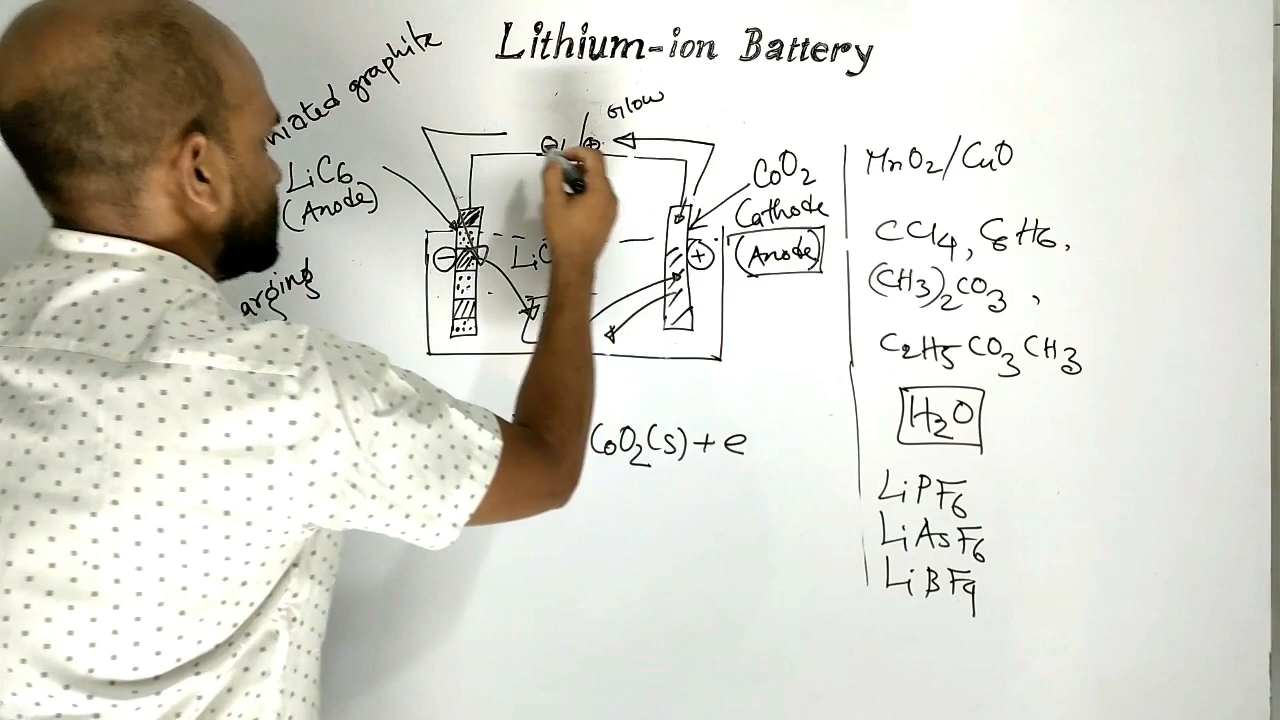 Lithium-ion Battery
niated graphite
Glow
⊖ ⊕
LiC6
(Anode)
CoO2
Cathode
(Anode)
− LiC +
arging
CoO2(s) + e
MnO2/CuO
CCl4, C6H6,
(CH3)2CO3,
C2H5CO3CH3
H2O
LiPF6
LiAsF6
LiBF4